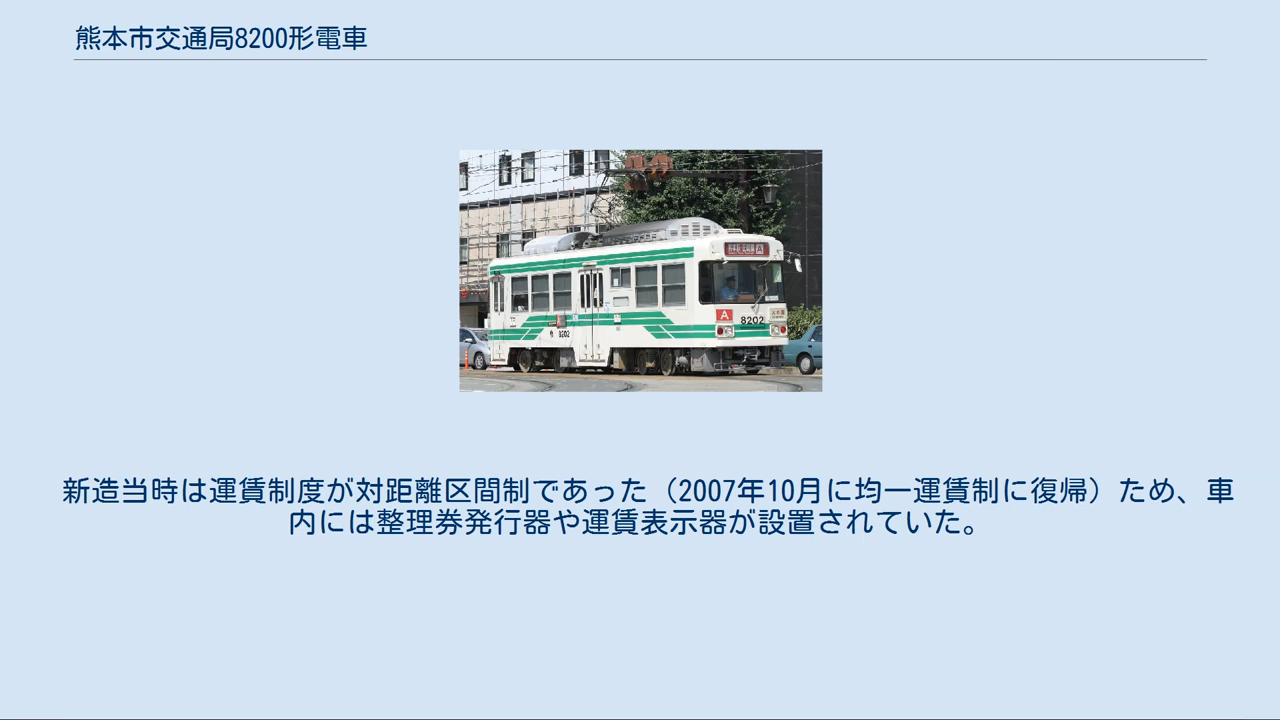 熊本市交通局8200形電車
A
8202
8202
新造当時は運賃制度が対距離区間制であった（2007年10月に均一運賃制に復帰）ため、車
内には整理券発行器や運賃表示器が設置されていた。